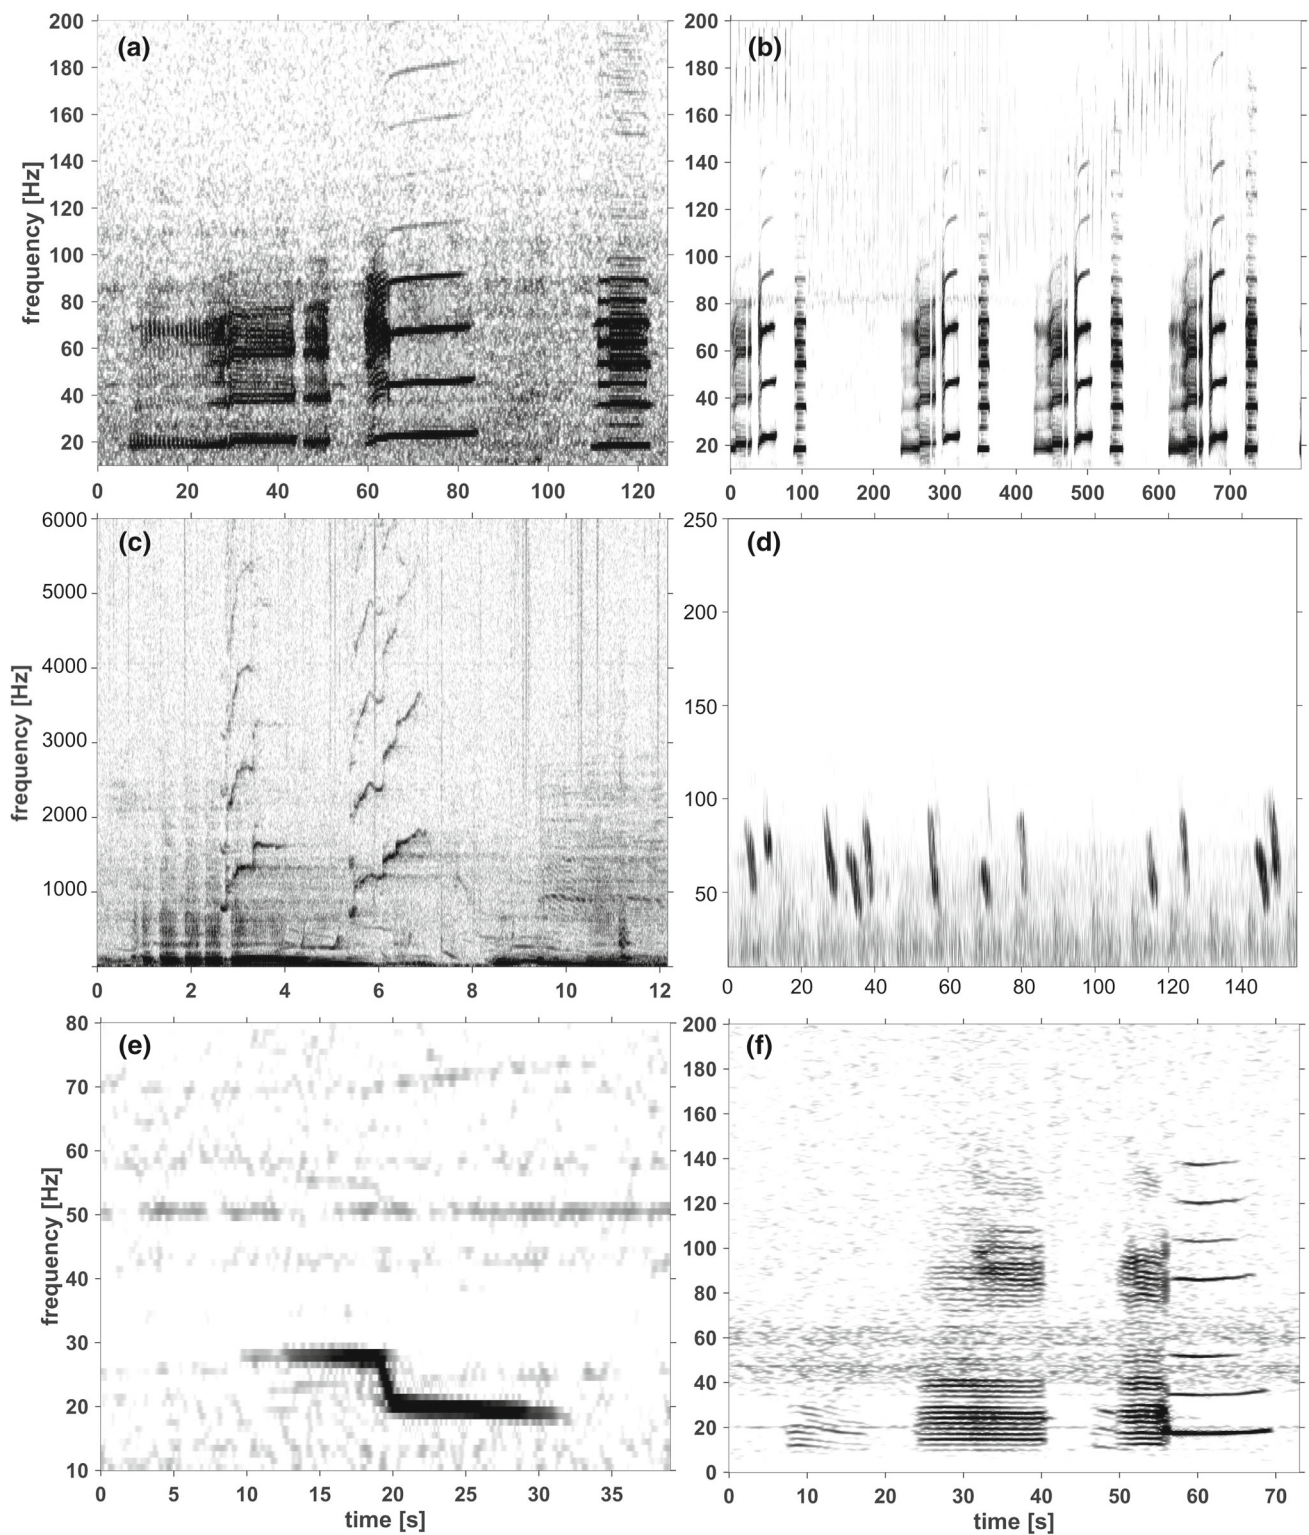 (a)
200
180
160
140
120
100
80
60
40
20
frequency [Hz]
0 20 40 60 80 100 120
(b)
200
180
160
140
120
100
80
60
40
20
0 100 200 300 400 500 600 700
(c)
6000
5000
4000
3000
2000
1000
frequency [Hz]
0 2 4 6 8 10 12
(d)
250
200
150
100
50
0 20 40 60 80 100 120 140
(e)
80
70
60
50
40
30
20
10
frequency [Hz]
0 5 10 15 20 25 30 35
time [s]
(f)
200
180
160
140
120
100
80
60
40
20
0
0 10 20 30 40 50 60 70
time [s]